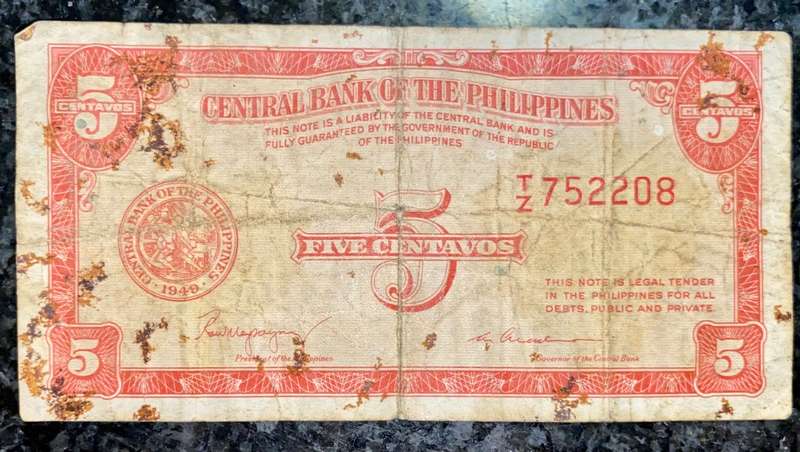 5
CENTAVOS
5
CENTAVOS
CENTRAL BANK OF THE PHILIPPINES
THIS NOTE IS A LIABILITY OF THE CENTRAL BANK AND IS
FULLY GUARANTEED BY THE GOVERNMENT OF THE REPUBLIC
OF THE PHILIPPINES
T/Z 752208
CENTRAL BANK OF THE PHILIPPINES
· 1949 ·
5
FIVE CENTAVOS
THIS NOTE IS LEGAL TENDER
IN THE PHILIPPINES FOR ALL
DEBTS, PUBLIC AND PRIVATE.
President of the Philippines
Governor of the Central Bank
5
5